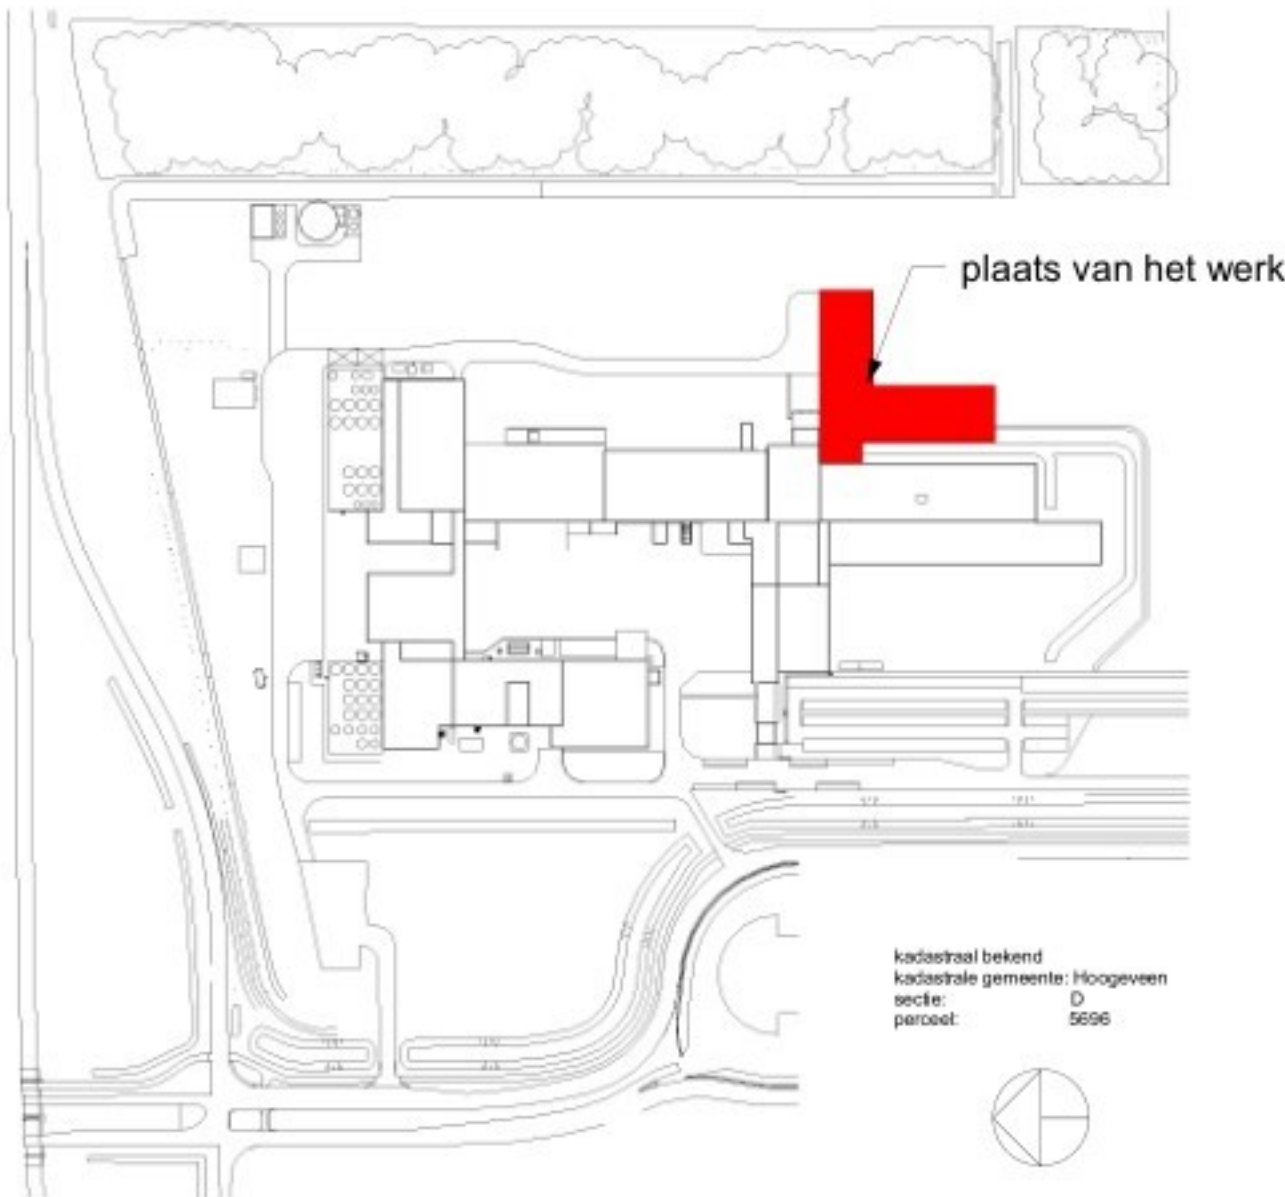 plaats van het werk
kadastraal bekend
kadastrale gemeente: Hoogeveen
sectie: D
perceel: 5696